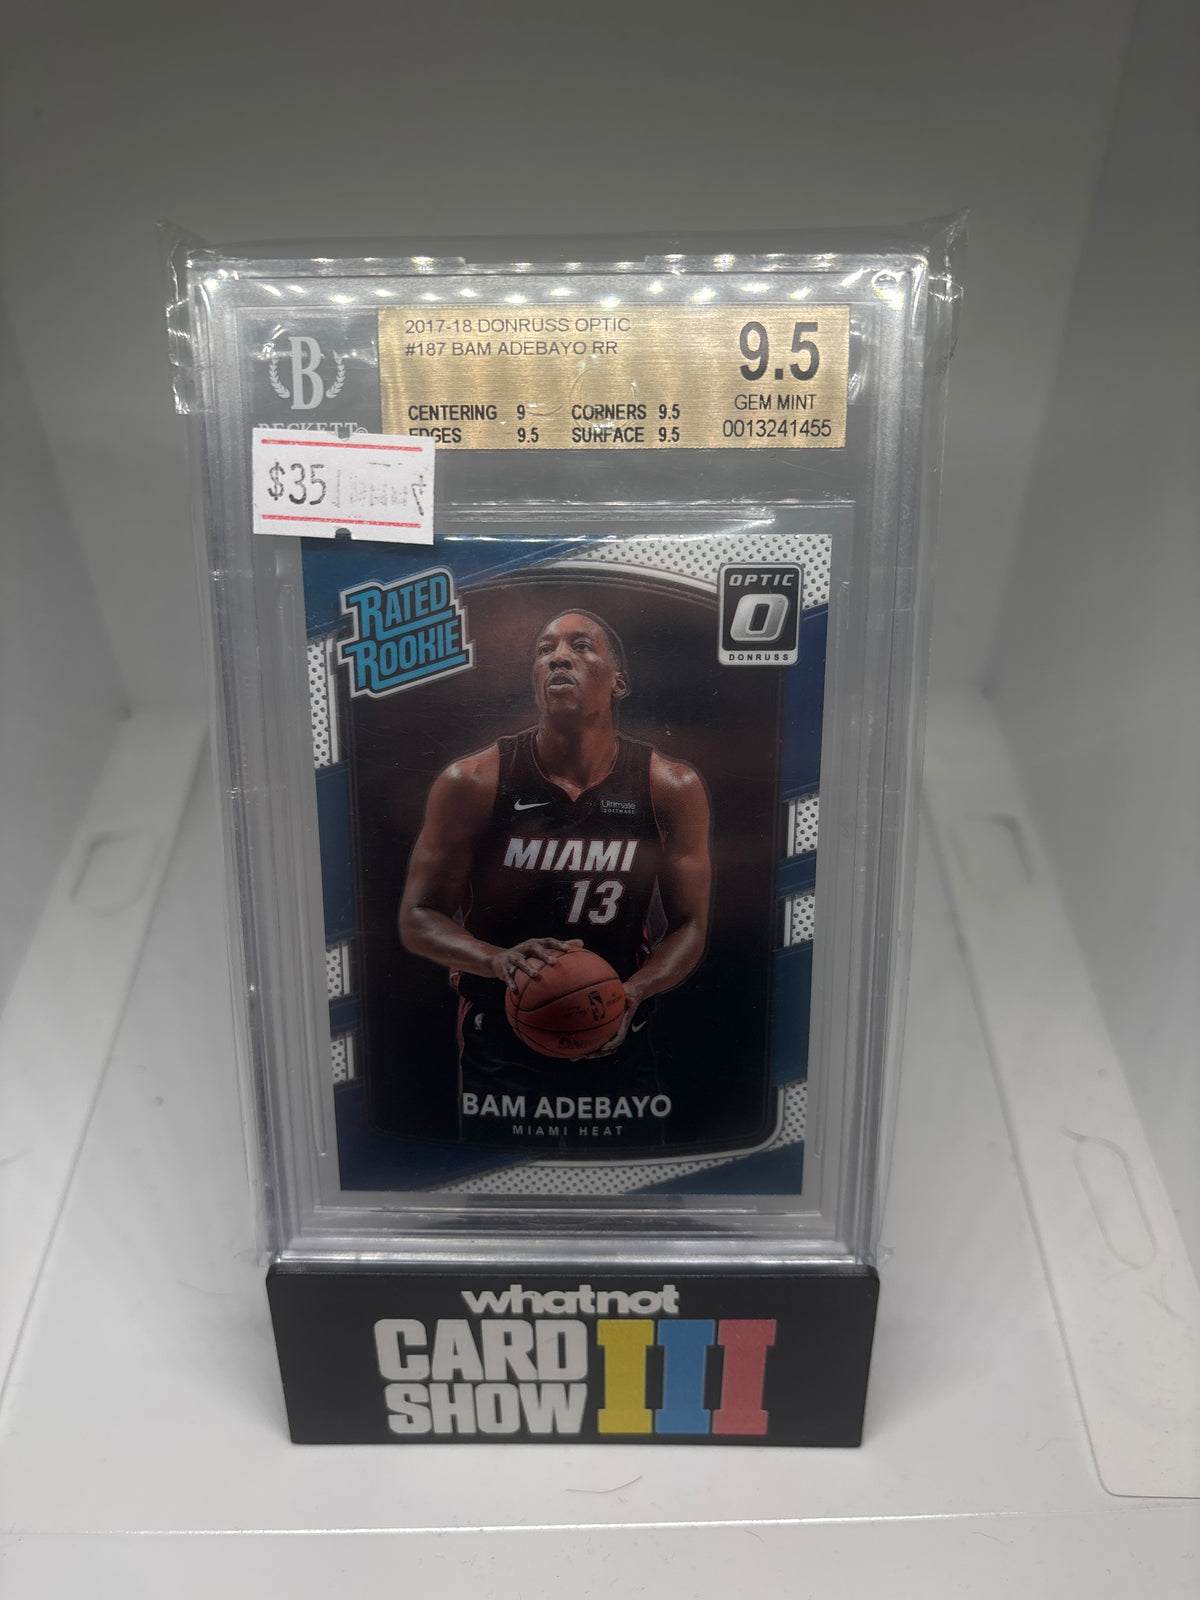 2017-18 DONRUSS OPTIC
#187 BAM ADEBAYO RR
9.5
GEM MINT
CENTERING 9 CORNERS 9.5
EDGES 9.5 SURFACE 9.5
0013241455
B
BECKETT
$35
RATED
ROOKIE
OPTIC
O
DONRUSS
Ultimate
SOFTWARE
MIAMI
13
BAM ADEBAYO
MIAMI HEAT
whatnot
CARD
SHOW
III